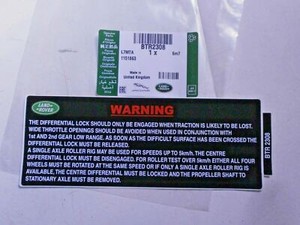 BTR2308
1 x
Made in
United Kingdom
LAND ROVER
WARNING
THE DIFFERENTIAL LOCK SHOULD ONLY BE ENGAGED WHEN TRACTION IS LIKELY TO BE LOST.
WIDE THROTTLE OPENINGS SHOULD BE AVOIDED WHEN USED IN CONJUNCTION WITH
1st AND 2nd GEAR LOW RANGE. AS SOON AS THE DIFFICULT SURFACE HAS BEEN CROSSED THE
DIFFERENTIAL LOCK MUST BE RELEASED.
A SINGLE AXLE ROLLER RIG MAY BE USED FOR SPEEDS UP TO 5km/h. THE CENTRE
DIFFERENTIAL MUST BE DISENGAGED. FOR ROLLER TEST OVER 5km/h EITHER ALL FOUR
WHEELS MUST BE ROTATED AT THE SAME SPEED OR IF ONLY A SINGLE ROLLER RIG IS
AVAILABLE, THE CENTRE DIFFERENTIAL MUST BE LOCKED AND THE PROPELLER SHAFT TO
STATIONARY AXLE MUST BE REMOVED.
BTR 2308